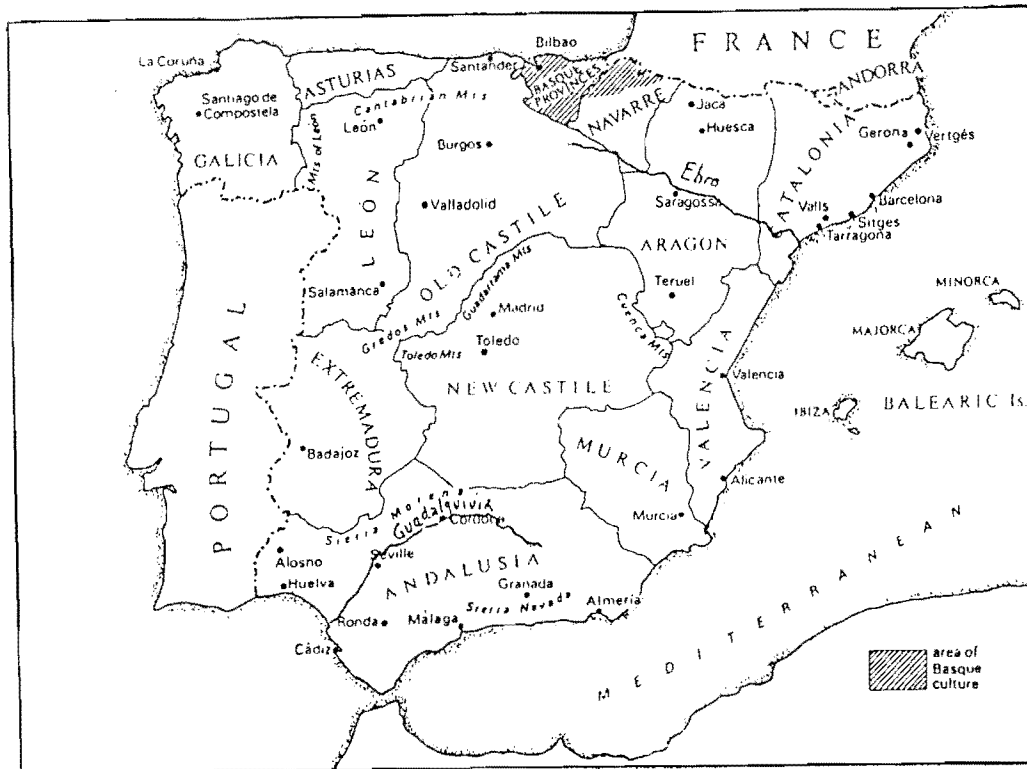 FRANCE
Bilbao
La Coruña
Santander
ASTURIAS
BASQUE
PROVINCES
ANDORRA
Cantabrian Mts
Santiago de
Compostela
León
NAVARRE
Jaca
Huesca
Gerona
Vertgés
Mts of León
GALICIA
Burgos
CATALONIA
Ebro
Saragossa
Barcelona
Valls
Sitges
Tarragona
Valladolid
LEÓN
OLD CASTILE
ARAGON
Guadarrama Mts
Teruel
MINORCA
Salamánca
Madrid
Cuenca Mts
MAJORCA
Gredos Mts
Toledo Mts
Toledo
PORTUGAL
EXTREMADURA
NEW CASTILE
VALENCIA
Valencia
IBIZA
BALEARIC Is.
Badajoz
MURCIA
Alicante
Sierra Morena
Guadalvivir
Córdova
Murcia
Alosno
Seville
Huelva
ANDALUSIA
Granada
Sierra Nevada
Almería
Ronda
Málaga
Cádiz
MEDITERRANEAN
area of
Basque
culture